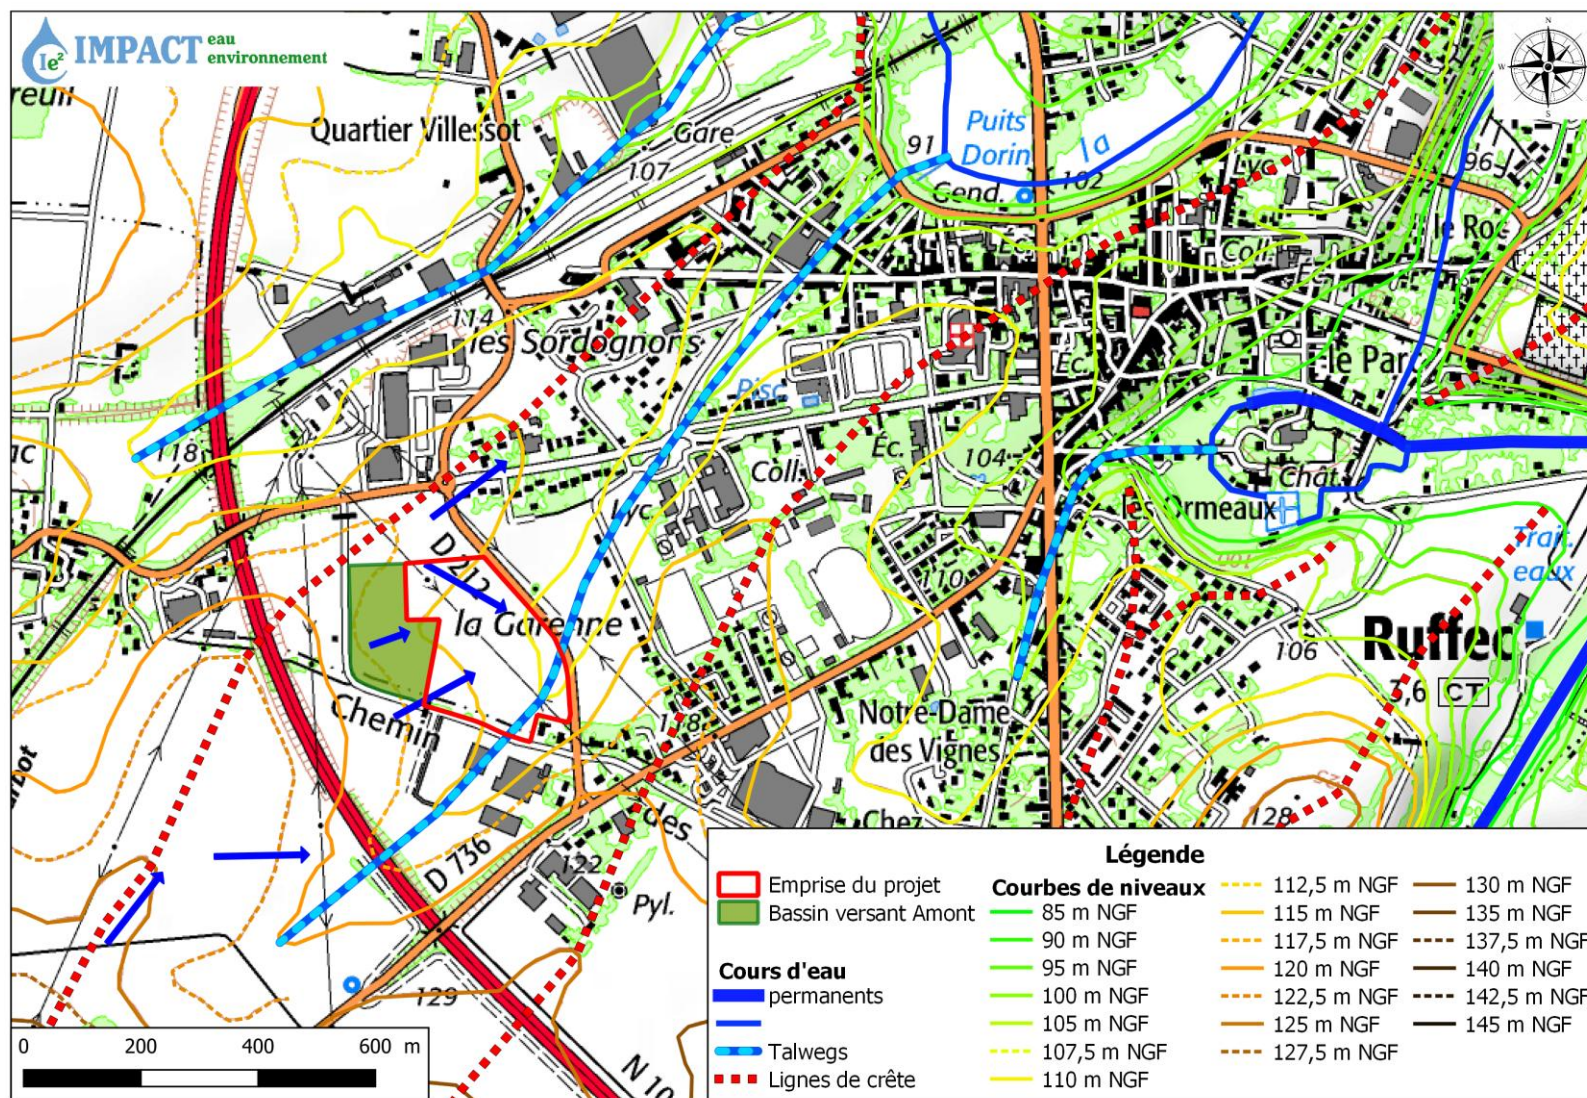 Ie²
IMPACT eau
environnement
reuil
Quartier Villessot
Gare
107
91
Puits
Dorin
la
Gend.
102
Lyc
96
le Roc
Coll.
114
les Sordognons
Pisc.
Éc.
le Parc
118
Coll.
Éc.
104
Lyc
Chât.
les Ormeaux
Trait.
eaux
D 212
la Garenne
110
106
Ruffec
7,6 CT
Chemin
118
Notre-Dame
des Vignes
128
Chez
des
D 736
122
Pyl.
129
N 10
0 200 400 600 m
Légende
Emprise du projet
Bassin versant Amont
Cours d'eau
permanents
Talwegs
Lignes de crête
Courbes de niveaux
85 m NGF
90 m NGF
95 m NGF
100 m NGF
105 m NGF
107,5 m NGF
110 m NGF
112,5 m NGF
115 m NGF
117,5 m NGF
120 m NGF
122,5 m NGF
125 m NGF
127,5 m NGF
130 m NGF
135 m NGF
137,5 m NGF
140 m NGF
142,5 m NGF
145 m NGF